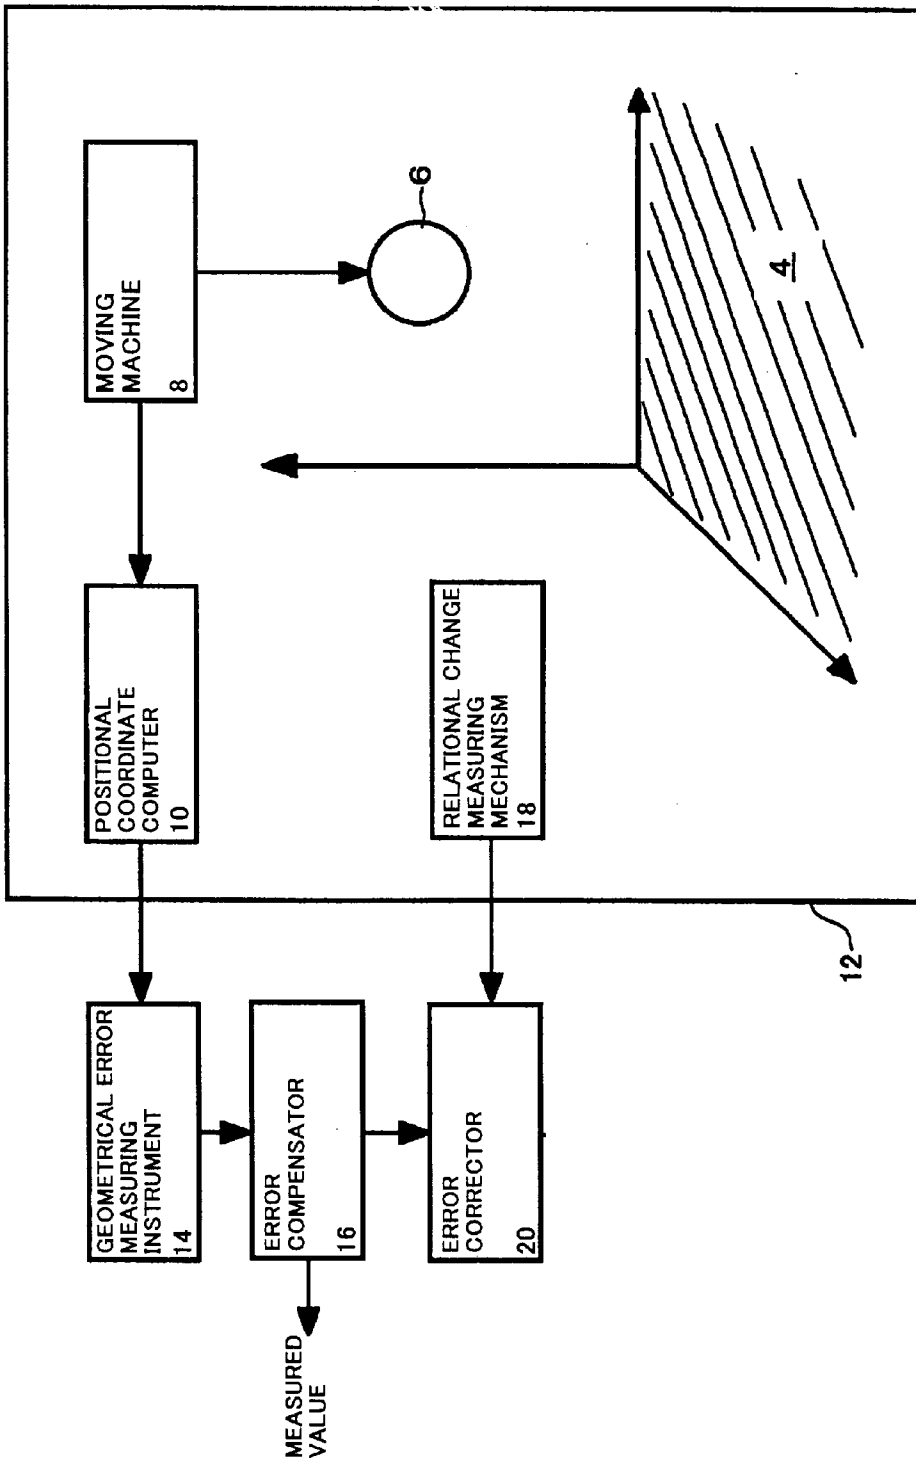 MOVING
MACHINE
8
6
4
POSITIONAL
COORDINATE
COMPUTER
10
RELATIONAL CHANGE
MEASURING
MECHANISM
18
12
GEOMETRICAL ERROR
MEASURING
INSTRUMENT
14
ERROR
COMPENSATOR
16
ERROR
CORRECTOR
20
MEASURED
VALUE